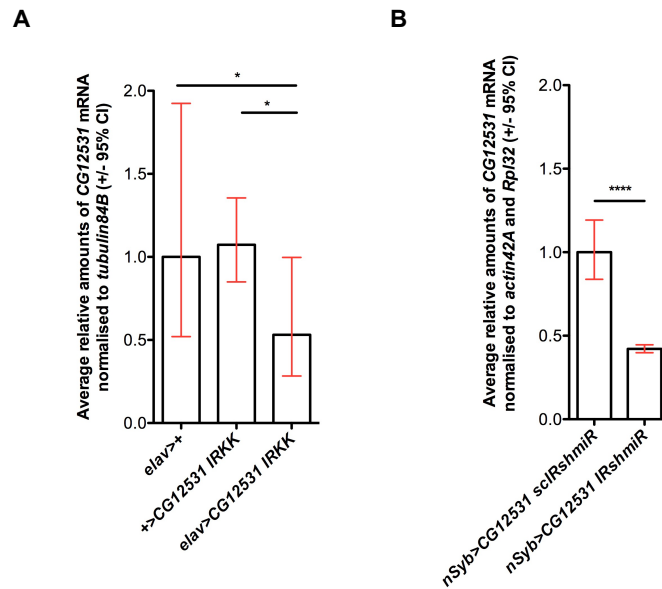 A
Average relative amounts of CG12531 mRNA
normalised to tubulin84B (+/- 95% CI)
2.0
1.5
1.0
0.5
0.0
*
*
elav>+
+>CG12531 IRKK
elav>CG12531 IRKK
B
Average relative amounts of CG12531 mRNA
normalised to actin42A and Rpl32 (+/- 95% CI)
2.0
1.5
1.0
0.5
0.0
****
nSyb>CG12531 scIRshmiR
nSyb>CG12531 IRshmiR